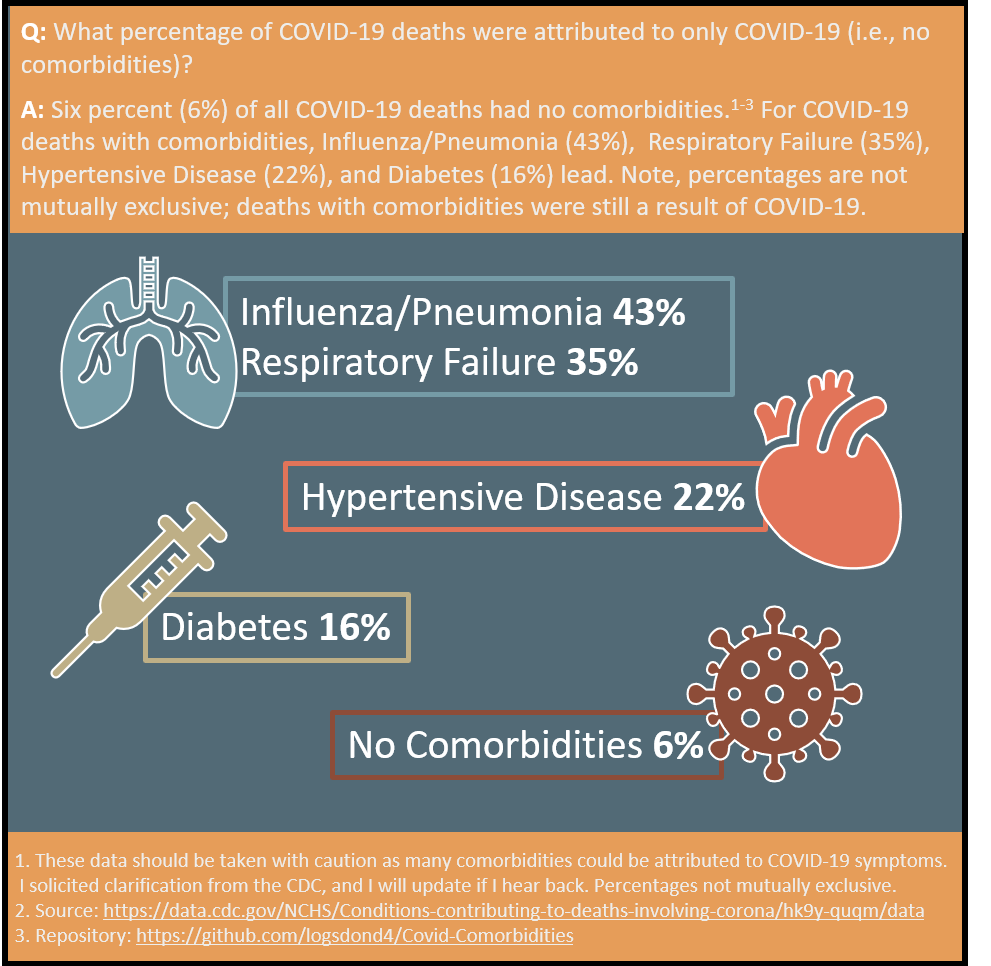 Q: What percentage of COVID-19 deaths were attributed to only COVID-19 (i.e., no
comorbidities)?
A: Six percent (6%) of all COVID-19 deaths had no comorbidities.1-3 For COVID-19
deaths with comorbidities, Influenza/Pneumonia (43%),  Respiratory Failure (35%),
Hypertensive Disease (22%), and Diabetes (16%) lead. Note, percentages are not
mutually exclusive; deaths with comorbidities were still a result of COVID-19.
Influenza/Pneumonia 43%
Respiratory Failure 35%
Hypertensive Disease 22%
Diabetes 16%
No Comorbidities 6%
1. These data should be taken with caution as many comorbidities could be attributed to COVID-19 symptoms.
I solicited clarification from the CDC, and I will update if I hear back. Percentages not mutually exclusive.
2. Source: https://data.cdc.gov/NCHS/Conditions-contributing-to-deaths-involving-corona/hk9y-quqm/data
3. Repository: https://github.com/logsdond4/Covid-Comorbidities